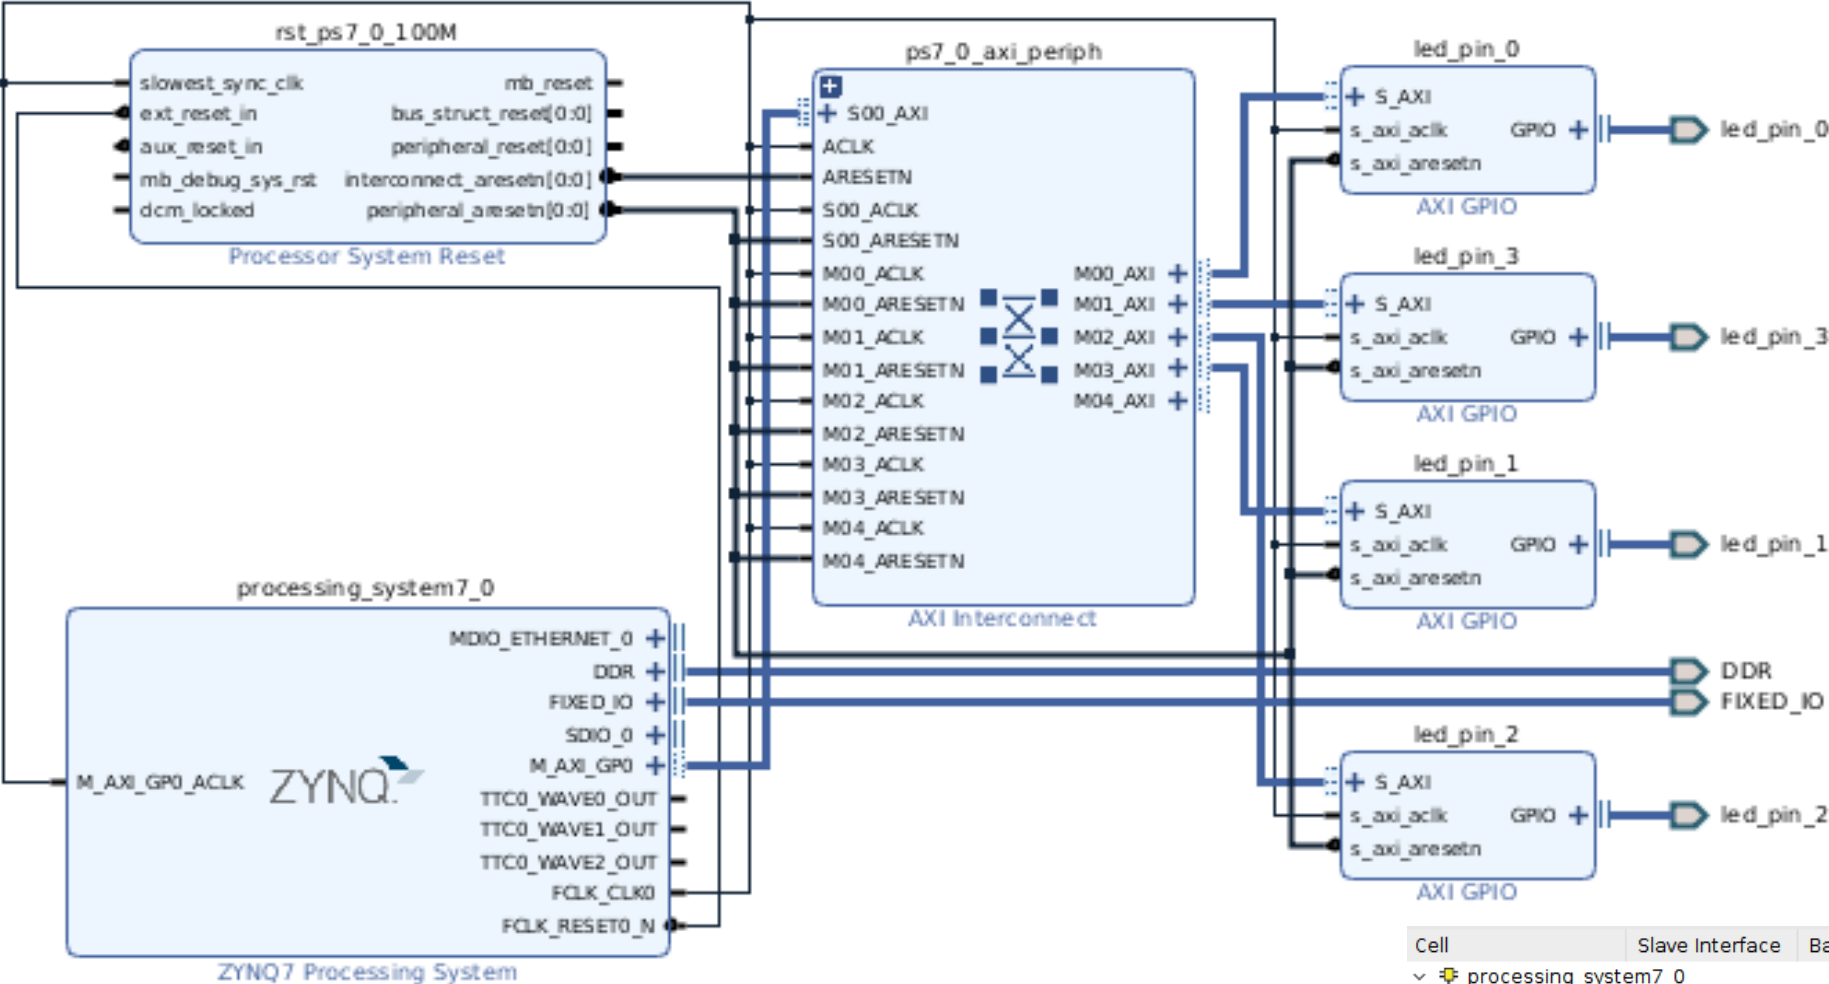 rst_ps7_0_100M
slowest_sync_clk
ext_reset_in
aux_reset_in
mb_debug_sys_rst
dcm_locked
mb_reset
bus_struct_reset[0:0]
peripheral_reset[0:0]
interconnect_aresetn[0:0]
peripheral_aresetn[0:0]
Processor System Reset
processing_system7_0
M_AXI_GP0_ACLK
ZYNQ.
MDIO_ETHERNET_0
DDR
FIXED_IO
SDIO_0
M_AXI_GP0
TTC0_WAVE0_OUT
TTC0_WAVE1_OUT
TTC0_WAVE2_OUT
FCLK_CLK0
FCLK_RESET0_N
ZYNQ7 Processing System
ps7_0_axi_periph
S00_AXI
ACLK
ARESETN
S00_ACLK
S00_ARESETN
M00_ACLK
M00_ARESETN
M01_ACLK
M01_ARESETN
M02_ACLK
M02_ARESETN
M03_ACLK
M03_ARESETN
M04_ACLK
M04_ARESETN
M00_AXI
M01_AXI
M02_AXI
M03_AXI
M04_AXI
AXI Interconnect
led_pin_0
S_AXI
s_axi_aclk
s_axi_aresetn
GPIO
AXI GPIO
led_pin_0
led_pin_3
S_AXI
s_axi_aclk
s_axi_aresetn
GPIO
AXI GPIO
led_pin_3
led_pin_1
S_AXI
s_axi_aclk
s_axi_aresetn
GPIO
AXI GPIO
led_pin_1
DDR
FIXED_IO
led_pin_2
S_AXI
s_axi_aclk
s_axi_aresetn
GPIO
AXI GPIO
led_pin_2
Cell Slave Interface Ba
processing_system7_0